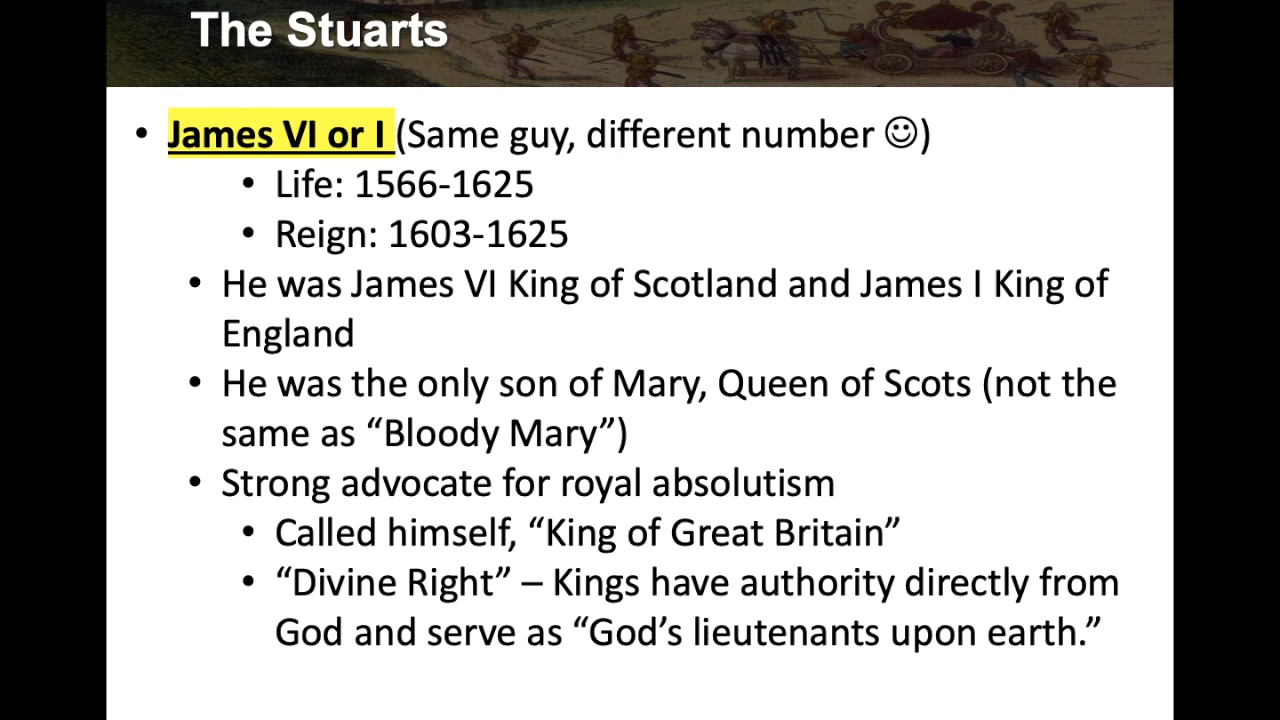 The Stuarts
• James VI or I (Same guy, different number ☺)
• Life: 1566-1625
• Reign: 1603-1625
• He was James VI King of Scotland and James I King of
England
• He was the only son of Mary, Queen of Scots (not the
same as “Bloody Mary”)
• Strong advocate for royal absolutism
• Called himself, “King of Great Britain”
• “Divine Right” – Kings have authority directly from
God and serve as “God’s lieutenants upon earth.”